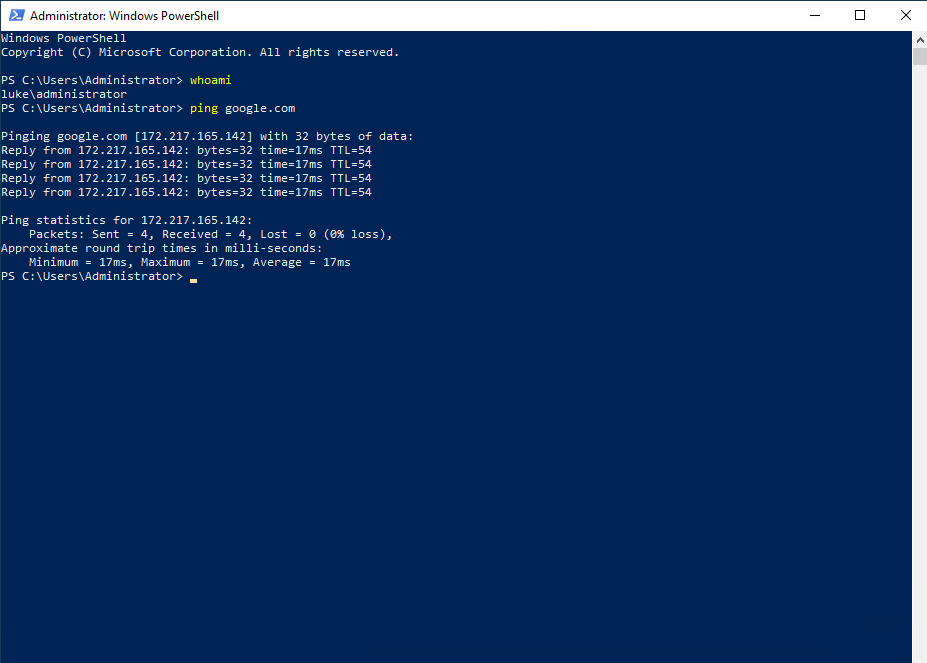 Administrator: Windows PowerShell
Windows PowerShell
Copyright (C) Microsoft Corporation. All rights reserved.
PS C:\Users\Administrator> whoami
luke\administrator
PS C:\Users\Administrator> ping google.com
Pinging google.com [172.217.165.142] with 32 bytes of data:
Reply from 172.217.165.142: bytes=32 time=17ms TTL=54
Reply from 172.217.165.142: bytes=32 time=17ms TTL=54
Reply from 172.217.165.142: bytes=32 time=17ms TTL=54
Reply from 172.217.165.142: bytes=32 time=17ms TTL=54
Ping statistics for 172.217.165.142:
    Packets: Sent = 4, Received = 4, Lost = 0 (0% loss),
Approximate round trip times in milli-seconds:
    Minimum = 17ms, Maximum = 17ms, Average = 17ms
PS C:\Users\Administrator>